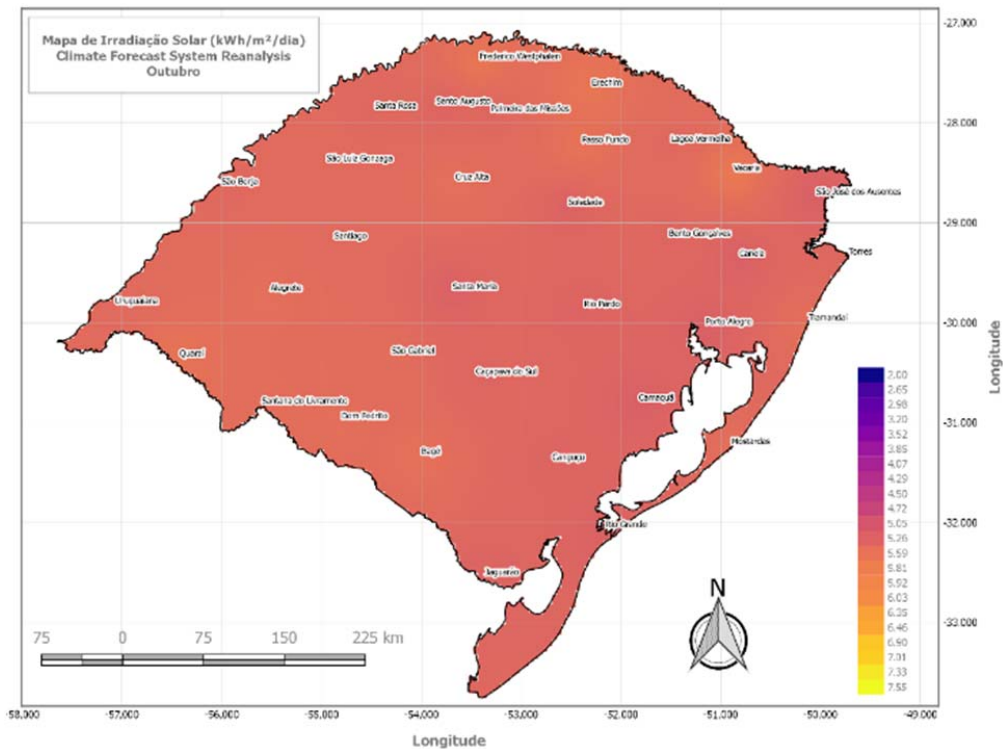 Mapa de Irradiação Solar (kWh/m²/dia)
Climate Forecast System Reanalysis
Outubro
-27.000
Frederico Westphalen
Erechim
Santa Rosa
Santo Augusto
Palmeira das Missões
-28.000
Passo Fundo
Lagoa Vermelha
São Luiz Gonzaga
Vacaria
Cruz Alta
São Borja
São José dos Ausentes
Soledade
-29.000
Santiago
Bento Gonçalves
Canela
Torres
Santa Maria
Alegrete
Uruguaiana
Rio Pardo
Tramandaí
Porto Alegre
-30.000
Quaraí
São Gabriel
Longitude
Caçapava do Sul
2.00
2.65
2.98
3.20
3.52
3.85
4.07
4.29
4.50
4.72
5.05
5.26
5.59
5.81
5.92
6.03
6.35
6.46
6.90
7.01
7.33
7.55
Santana do Livramento
Camaquã
Dom Pedrito
-31.000
Mostardas
Bagé
Canguçu
-32.000
Rio Grande
Jaguarão
N
-33.000
75 0 75 150 225 km
-58.000 -57.000 -56.000 -55.000 -54.000 -53.000 -52.000 -51.000 -50.000 -49.000
Longitude